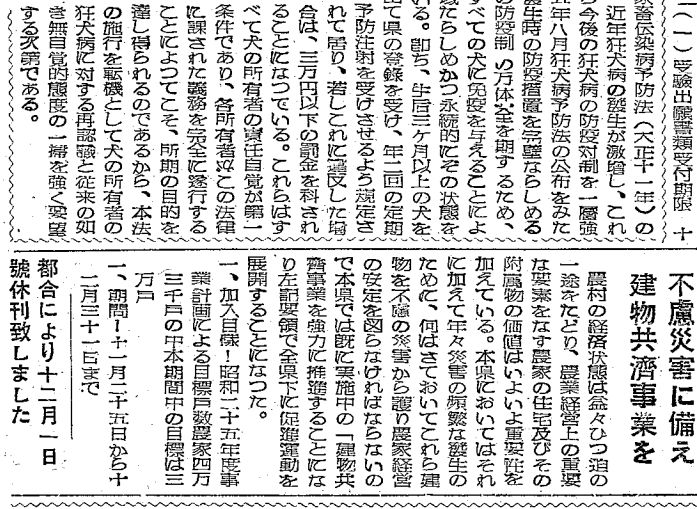 (一)受験出願書類受付期限 十
家畜伝染病予防法(大正十一年)の
近年狂犬病の発生が激増し、これ
ら今後の狂犬病の防疫対制を一層強
五年八月狂犬病予防法の公布をみた
発生時の防疫措置を完璧ならしめる
の防疫制の万体全を期するため、
べての犬に免疫を与えることによ
域たらしめかつ永続的にその状態を
いる。即ち、生后三ヶ月以上の犬を
出て県の登録を受け、年二回の定期
予防注射を受けさせるよう規定さ
れて居り、若しこれに違反した場
合は、三万円以下の罰金を科され
ることになつている。これらはす
べて犬の所有者の責任自覚が第一
条件であり、各所有者がこの法律
に課された義務を完全に遂行する
ことによつてこそ、所期の目的を
達し得られるのであるから、本法
の施行を転機として犬の所有者の
狂犬病に対する再認識と従来の如
き無自覚的態度の一掃を強く要望
する次第である。
不慮災害に備え
建物共済事業を
農村の経済状態は益々ひつ迫の
一途をたどり、農業経営上の重要
な要素をなす農家の住宅及びその
附属物の価値はいよいよ重要性を
加えている。本県においてはそれ
に加えて年々災害の頻繁な発生の
ために、何はさておいてこれら建
物を不慮の災害から護り農家経営
の安定を図らなければならないの
で本県では既に実施中の「建物共
済事業を強力に推進することにな
り左記要領で全県下に促進運動を
展開することになつた。
一、加入目標!昭和二十五年度事
業計画による目標戸数農家四万
三千戸の中本期間中の目標は三
万戸
一、期間!十一月二十五日から十
二月三十一日まで
都合により十二月一日
號休刊致しました